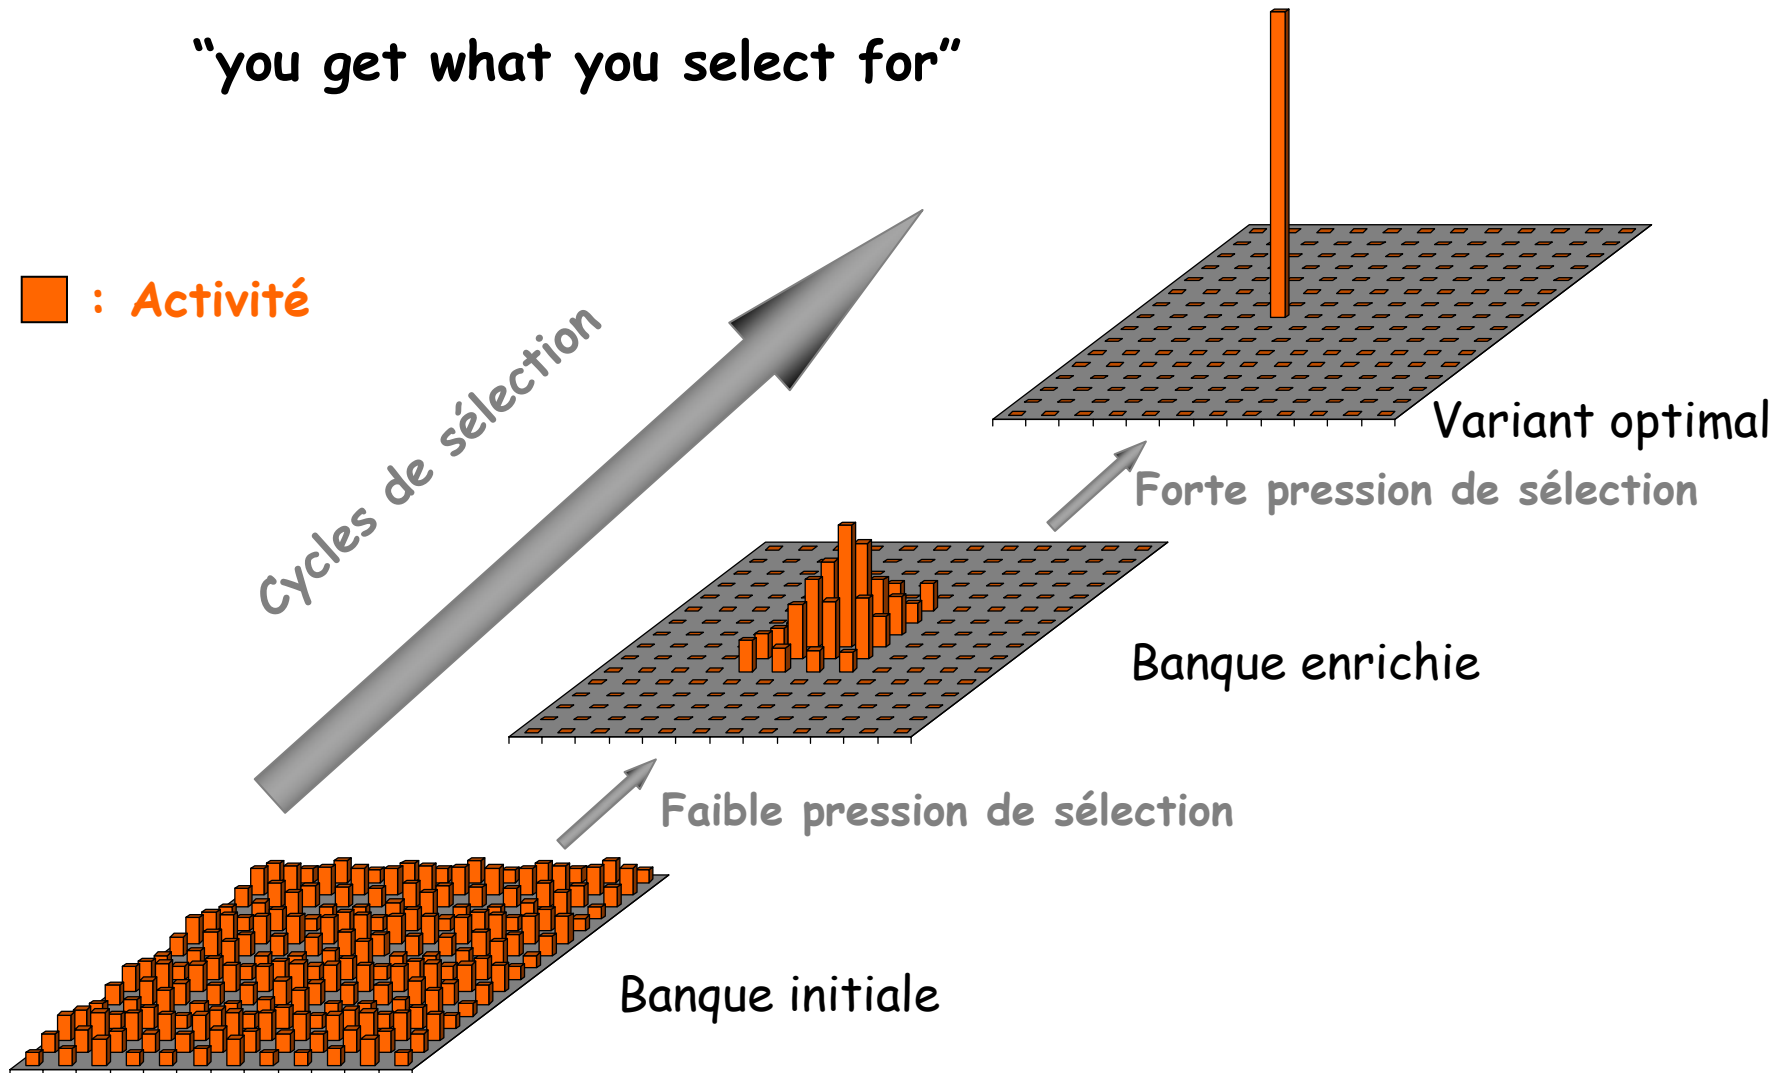 “you get what you select for”
: Activité
Cycles de sélection
Variant optimal
Forte pression de sélection
Banque enrichie
Faible pression de sélection
Banque initiale